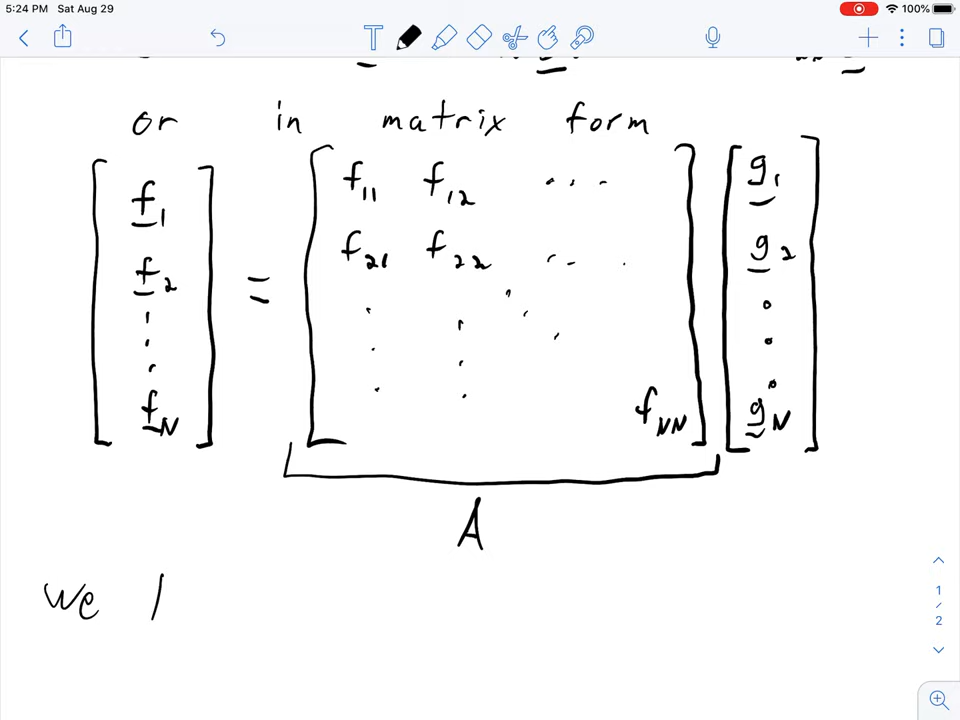 5:24 PM Sat Aug 29 100%
or in matrix form
[ f1 f2 ⋮ fN ] = [ f11 f12 ... f21 f22 ... fNN ] [ g1 g2 ⋮ gN ]
A
We
1
/
2